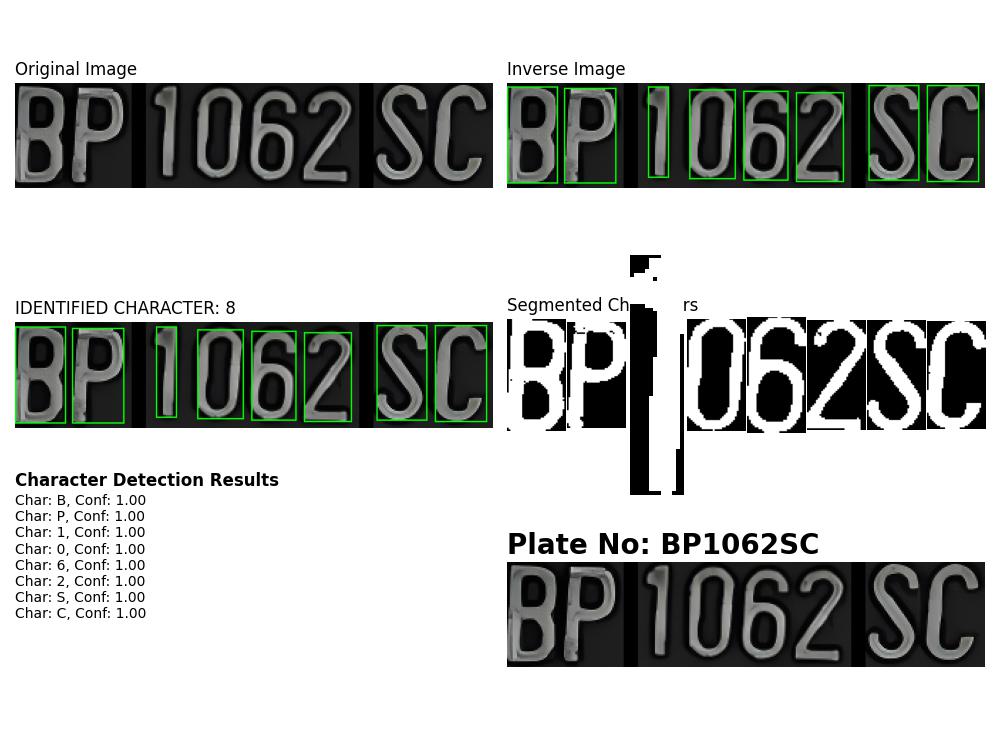 Original Image
BP 1062 SC
Inverse Image
BP 1062 SC
IDENTIFIED CHARACTER: 8
BP 1062 SC
Segmented Ch rs
BP1062SC
Character Detection Results
Char: B, Conf: 1.00
Char: P, Conf: 1.00
Char: 1, Conf: 1.00
Char: 0, Conf: 1.00
Char: 6, Conf: 1.00
Char: 2, Conf: 1.00
Char: S, Conf: 1.00
Char: C, Conf: 1.00
Plate No: BP1062SC
BP 1062 SC